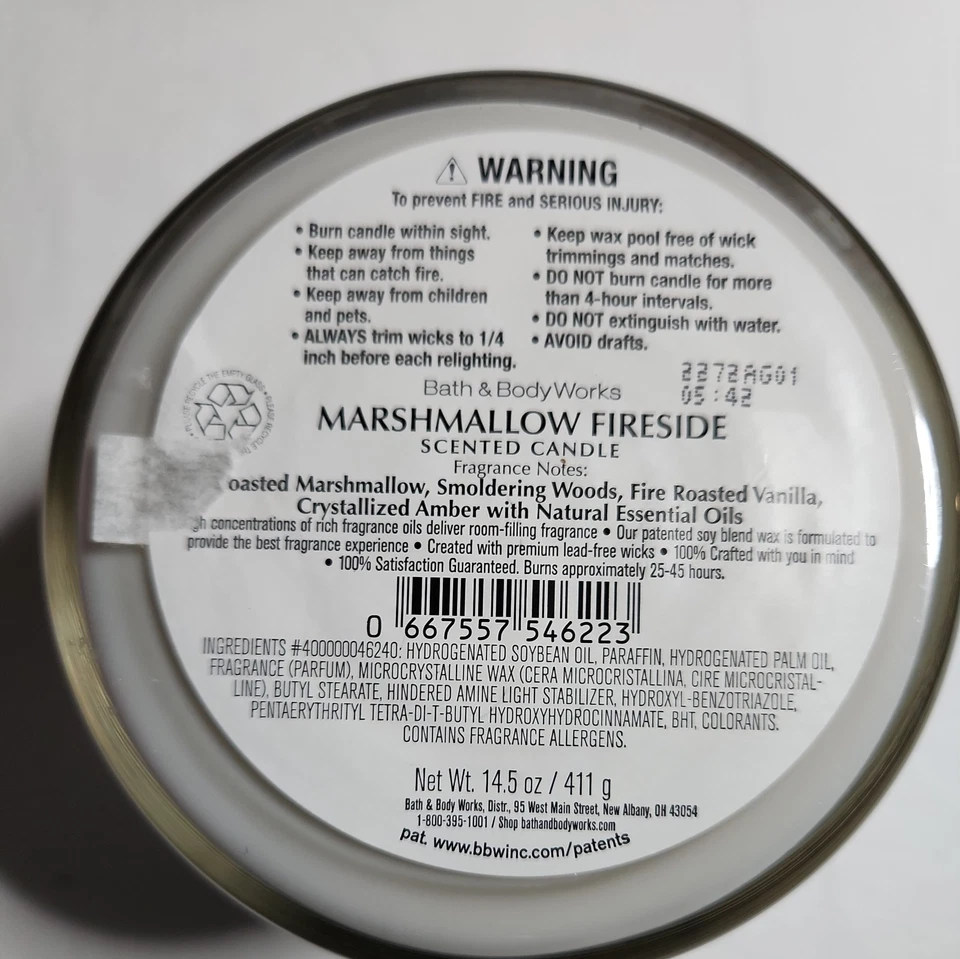 ⚠ WARNING
To prevent FIRE and SERIOUS INJURY:
• Burn candle within sight.
• Keep away from things
that can catch fire.
• Keep away from children
and pets.
• ALWAYS trim wicks to 1/4
inch before each relighting.
• Keep wax pool free of wick
trimmings and matches.
• DO NOT burn candle for more
than 4-hour intervals.
• DO NOT extinguish with water.
• AVOID drafts.
2272AG01
05:42
Bath & Body Works
MARSHMALLOW FIRESIDE
SCENTED CANDLE
Fragrance Notes:
oasted Marshmallow, Smoldering Woods, Fire Roasted Vanilla,
Crystallized Amber with Natural Essential Oils
gh concentrations of rich fragrance oils deliver room-filling fragrance • Our patented soy blend wax is formulated to
provide the best fragrance experience • Created with premium lead-free wicks • 100% Crafted with you in mind
• 100% Satisfaction Guaranteed. Burns approximately 25-45 hours.
0 667557 546223
INGREDIENTS #400000046240: HYDROGENATED SOYBEAN OIL, PARAFFIN, HYDROGENATED PALM OIL,
FRAGRANCE (PARFUM), MICROCRYSTALLINE WAX (CERA MICROCRISTALLINA, CIRE MICROCRISTAL-
LINE), BUTYL STEARATE, HINDERED AMINE LIGHT STABILIZER, HYDROXYL-BENZOTRIAZOLE,
PENTAERYTHRITYL TETRA-DI-T-BUTYL HYDROXYHYDROCINNAMATE, BHT, COLORANTS.
CONTAINS FRAGRANCE ALLERGENS.
Net Wt. 14.5 oz / 411 g
Bath & Body Works, Distr., 95 West Main Street, New Albany, OH 43054
1-800-395-1001 / Shop bathandbodyworks.com
pat. www.bbwinc.com/patents